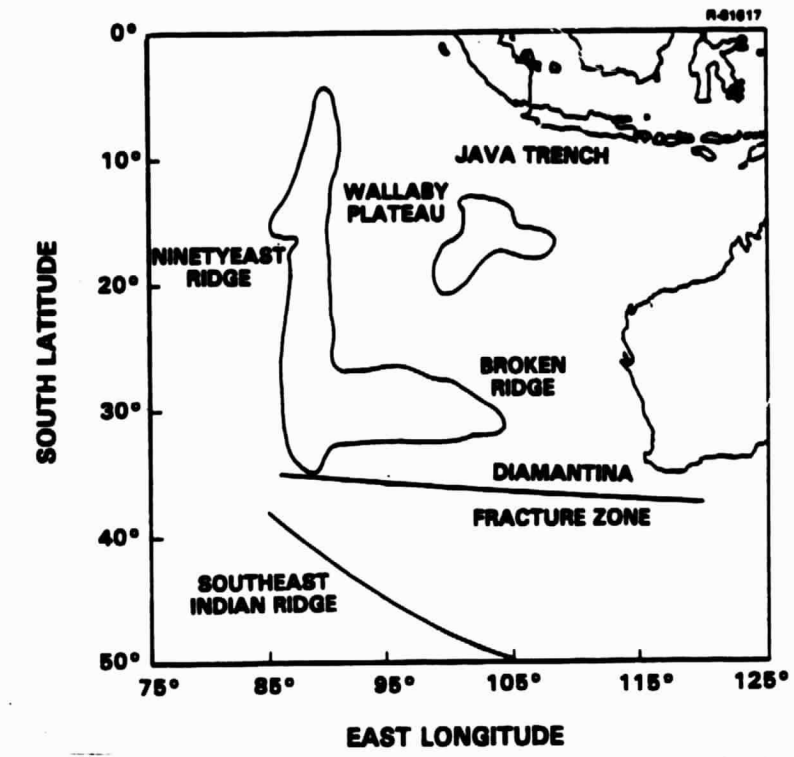 R-61617
0°
10°
20°
30°
40°
50°
SOUTH LATITUDE
JAVA TRENCH
WALLABY
PLATEAU
NINETYEAST
RIDGE
BROKEN
RIDGE
DIAMANTINA
FRACTURE ZONE
SOUTHEAST
INDIAN RIDGE
75°
85°
95°
105°
115°
125°
EAST LONGITUDE